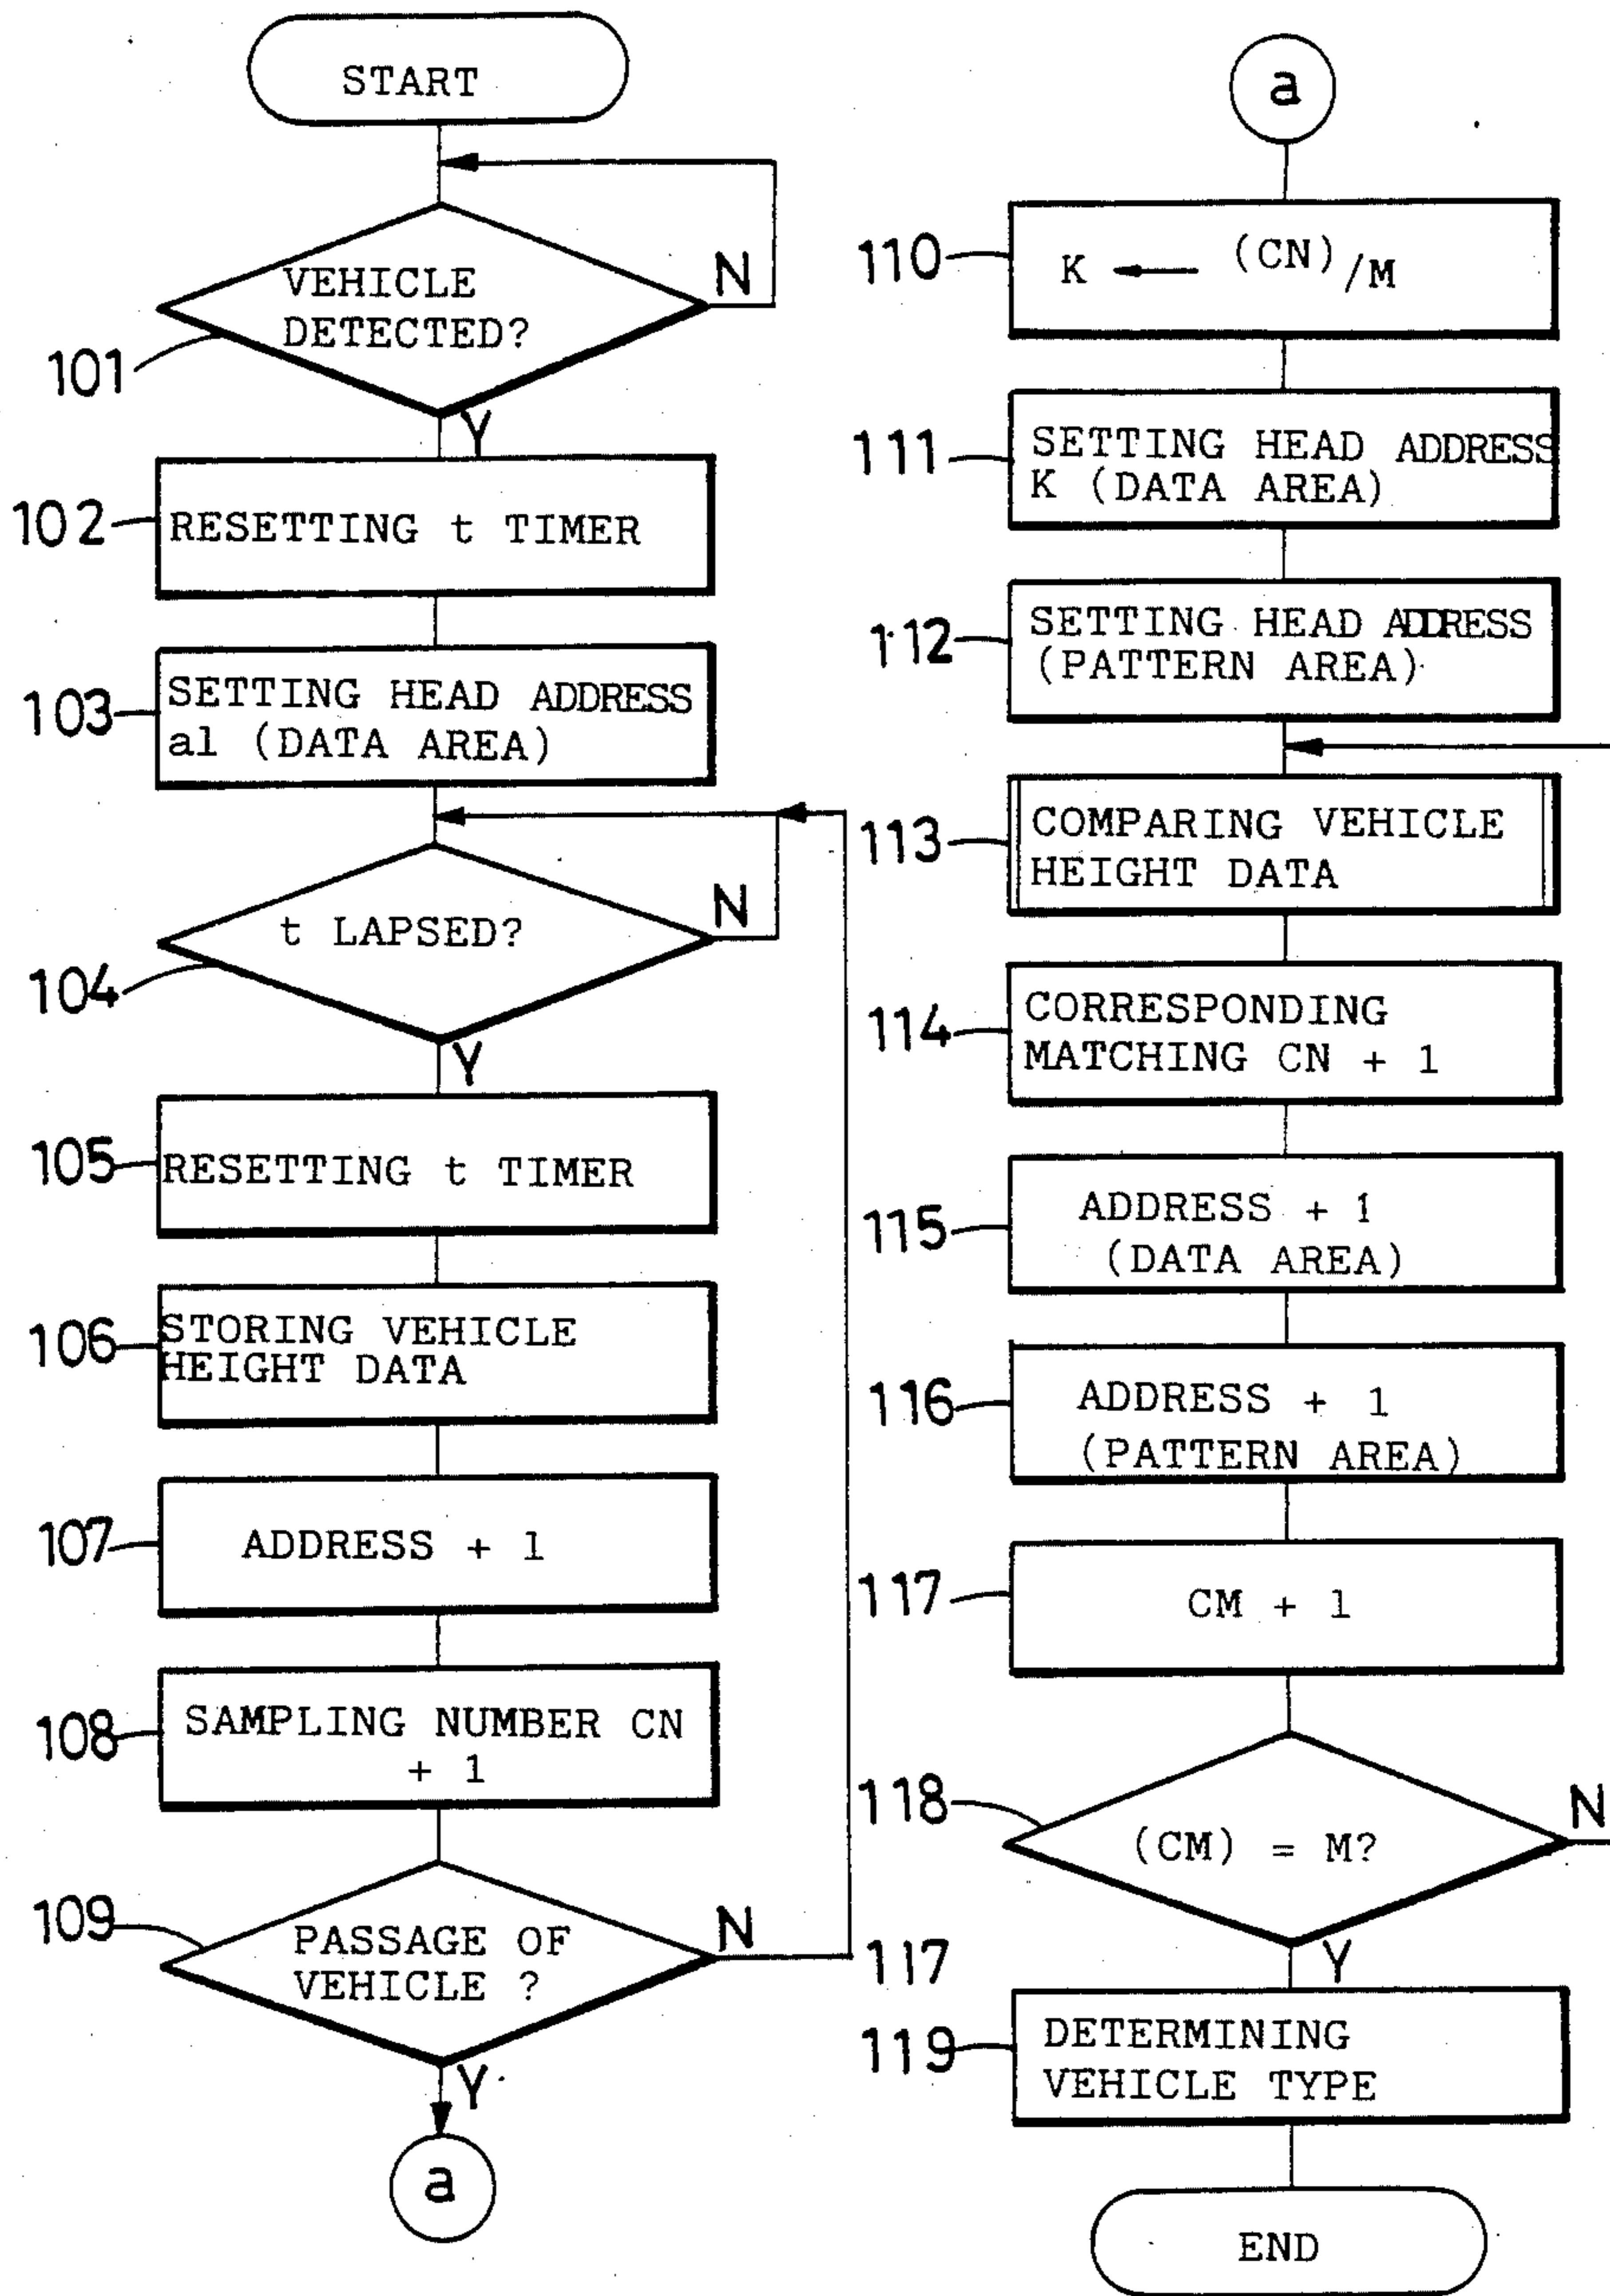 START
VEHICLE
DETECTED?
N
101
Y
102
RESETTING t TIMER
103
SETTING HEAD ADDRESS
al (DATA AREA)
t LAPSED?
N
104
Y
105
RESETTING t TIMER
106
STORING VEHICLE
HEIGHT DATA
107
ADDRESS + 1
108
SAMPLING NUMBER CN
+ 1
109
PASSAGE OF
VEHICLE ?
N
Y
a
a
110
K ← (CN)/M
111
SETTING HEAD ADDRESS
K (DATA AREA)
112
SETTING HEAD ADDRESS
(PATTERN AREA)
113
COMPARING VEHICLE
HEIGHT DATA
114
CORRESPONDING
MATCHING CN + 1
115
ADDRESS + 1
(DATA AREA)
116
ADDRESS + 1
(PATTERN AREA)
117
CM + 1
118
(CM) = M?
N
Y
117
119
DETERMINING
VEHICLE TYPE
END